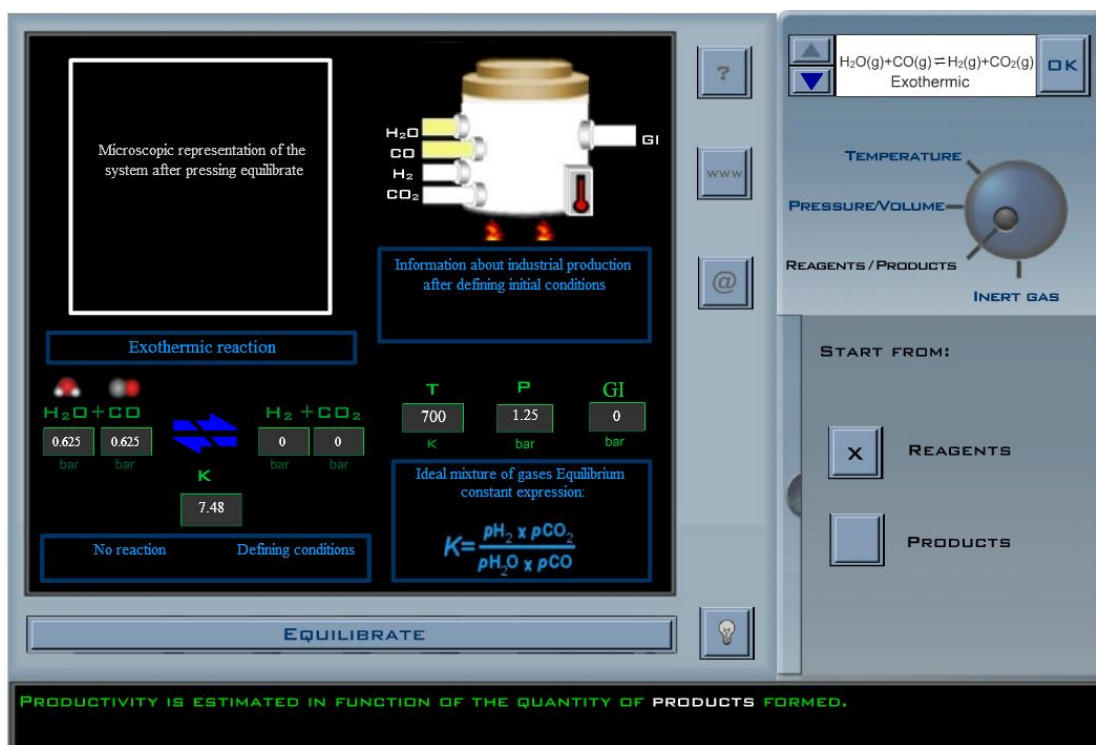 Microscopic representation of the
system after pressing equilibrate
H₂O
CO
H₂
CO₂
GI
Information about industrial production
after defining initial conditions
Exothermic reaction
H₂O+CO
H₂ +CO₂
0.625
0.625
0
0
bar
bar
bar
bar
K
7.48
T
P
GI
700
1.25
0
K
bar
bar
Ideal mixture of gases Equilibrium
constant expression:
K= pH₂ x pCO₂
pH₂O x pCO
No reaction
Defining conditions
EQUILIBRATE
?
www
@
H₂O(g)+CO(g)=H₂(g)+CO₂(g)
Exothermic
OK
TEMPERATURE
PRESSURE/VOLUME
REAGENTS/PRODUCTS
INERT GAS
START FROM:
X
REAGENTS
PRODUCTS
PRODUCTIVITY IS ESTIMATED IN FUNCTION OF THE QUANTITY OF PRODUCTS FORMED.